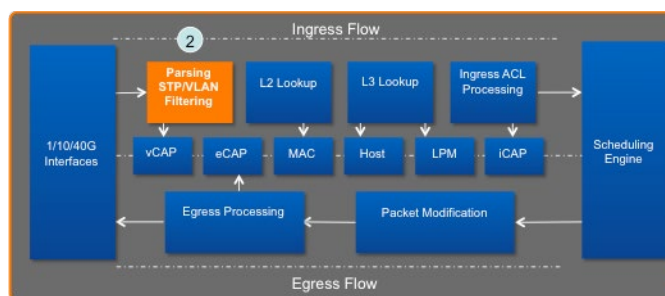 Ingress Flow
2
Parsing
STP/VLAN
Filtering
L2 Lookup
L3 Lookup
Ingress ACL
Processing
1/10/40G
Interfaces
vCAP
eCAP
MAC
Host
LPM
iCAP
Scheduling
Engine
Egress Processing
Packet Modification
Egress Flow